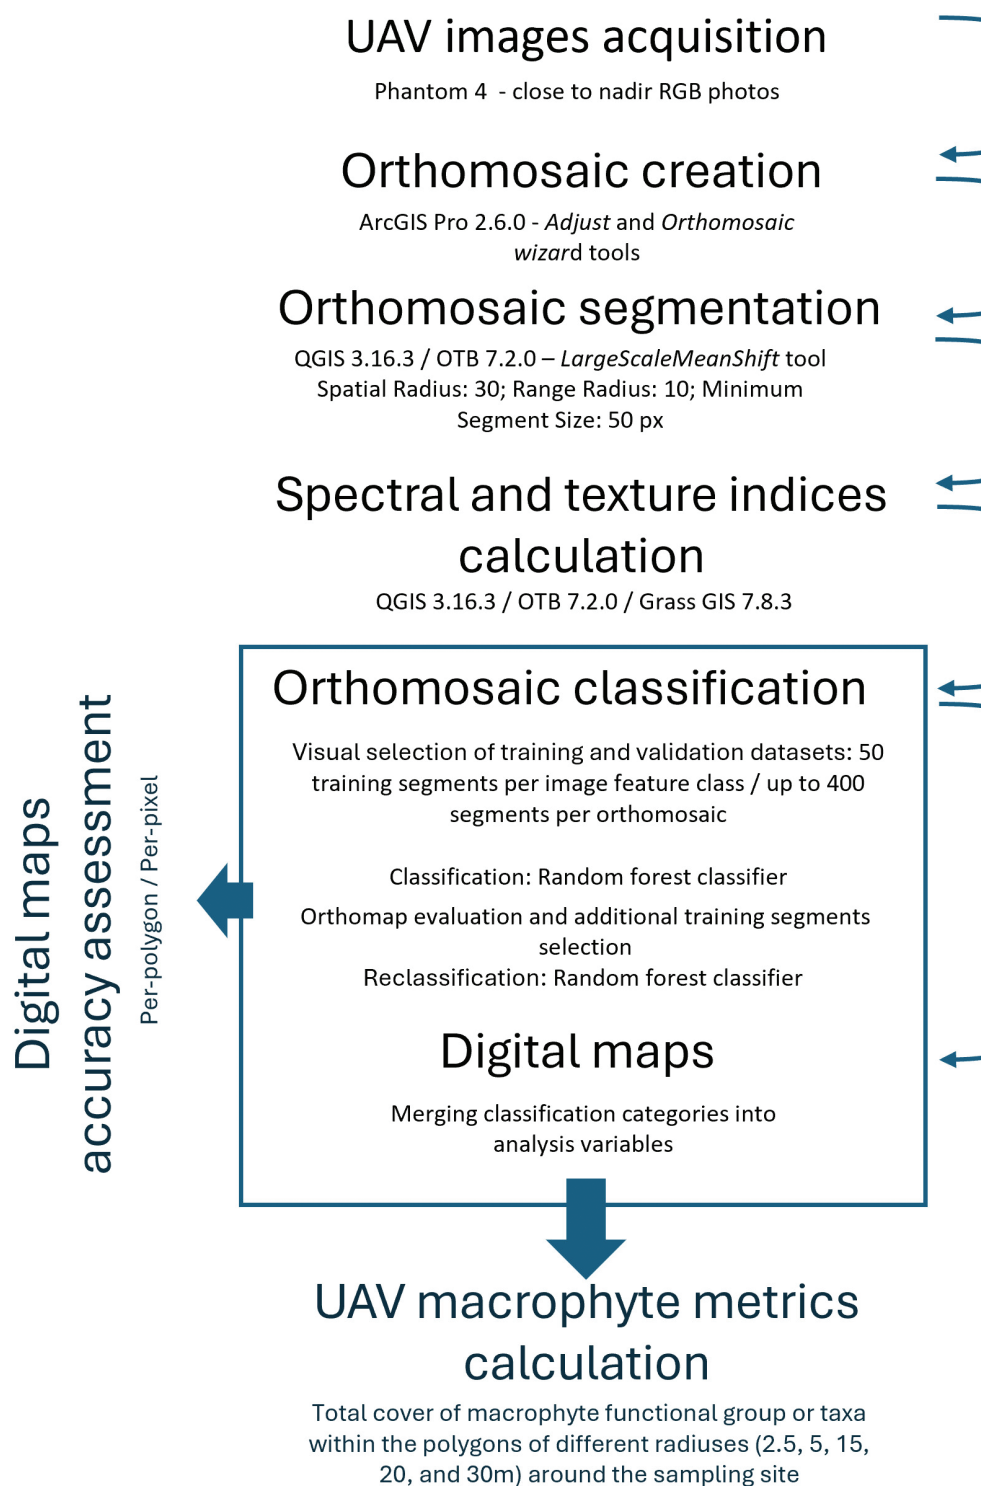 UAV images acquisition
Phantom 4  - close to nadir RGB photos
Orthomosaic creation
ArcGIS Pro 2.6.0 - Adjust and Orthomosaic
wizard tools
Orthomosaic segmentation
QGIS 3.16.3 / OTB 7.2.0 – LargeScaleMeanShift tool
Spatial Radius: 30; Range Radius: 10; Minimum
Segment Size: 50 px
Spectral and texture indices
calculation
QGIS 3.16.3 / OTB 7.2.0 / Grass GIS 7.8.3
Orthomosaic classification
Visual selection of training and validation datasets: 50
training segments per image feature class / up to 400
segments per orthomosaic
Classification: Random forest classifier
Orthomap evaluation and additional training segments
selection
Reclassification: Random forest classifier
Digital maps
Merging classification categories into
analysis variables
Digital maps
accuracy assessment
Per-polygon / Per-pixel
UAV macrophyte metrics
calculation
Total cover of macrophyte functional group or taxa
within the polygons of different radiuses (2.5, 5, 15,
20, and 30m) around the sampling site